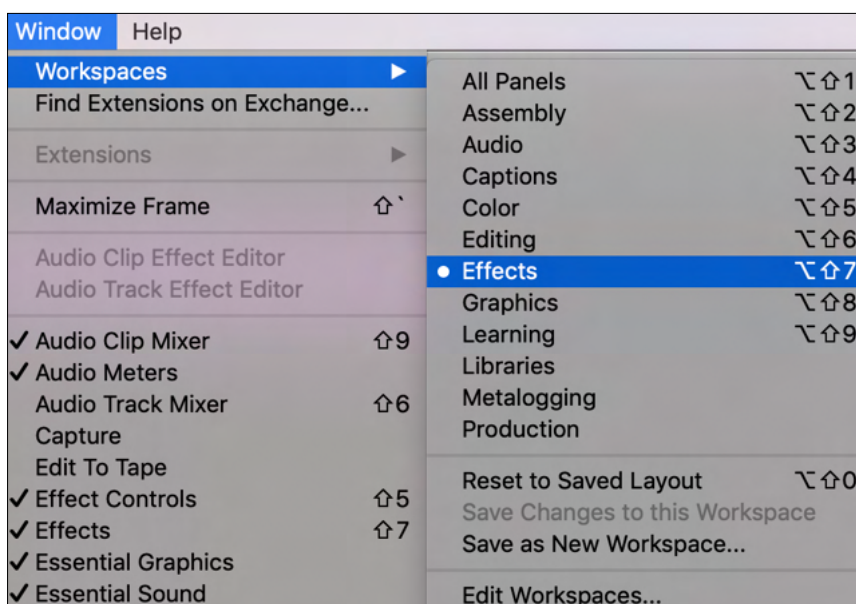 Window Help
Workspaces ▶
Find Extensions on Exchange...
Extensions ▶
Maximize Frame ⇧`
Audio Clip Effect Editor
Audio Track Effect Editor
✓ Audio Clip Mixer ⇧9
✓ Audio Meters
Audio Track Mixer ⇧6
Capture
Edit To Tape
✓ Effect Controls ⇧5
✓ Effects ⇧7
✓ Essential Graphics
✓ Essential Sound
All Panels ⌥⇧1
Assembly ⌥⇧2
Audio ⌥⇧3
Captions ⌥⇧4
Color ⌥⇧5
Editing ⌥⇧6
• Effects ⌥⇧7
Graphics ⌥⇧8
Learning ⌥⇧9
Libraries
Metalogging
Production
Reset to Saved Layout ⌥⇧0
Save Changes to this Workspace
Save as New Workspace...
Edit Workspaces...